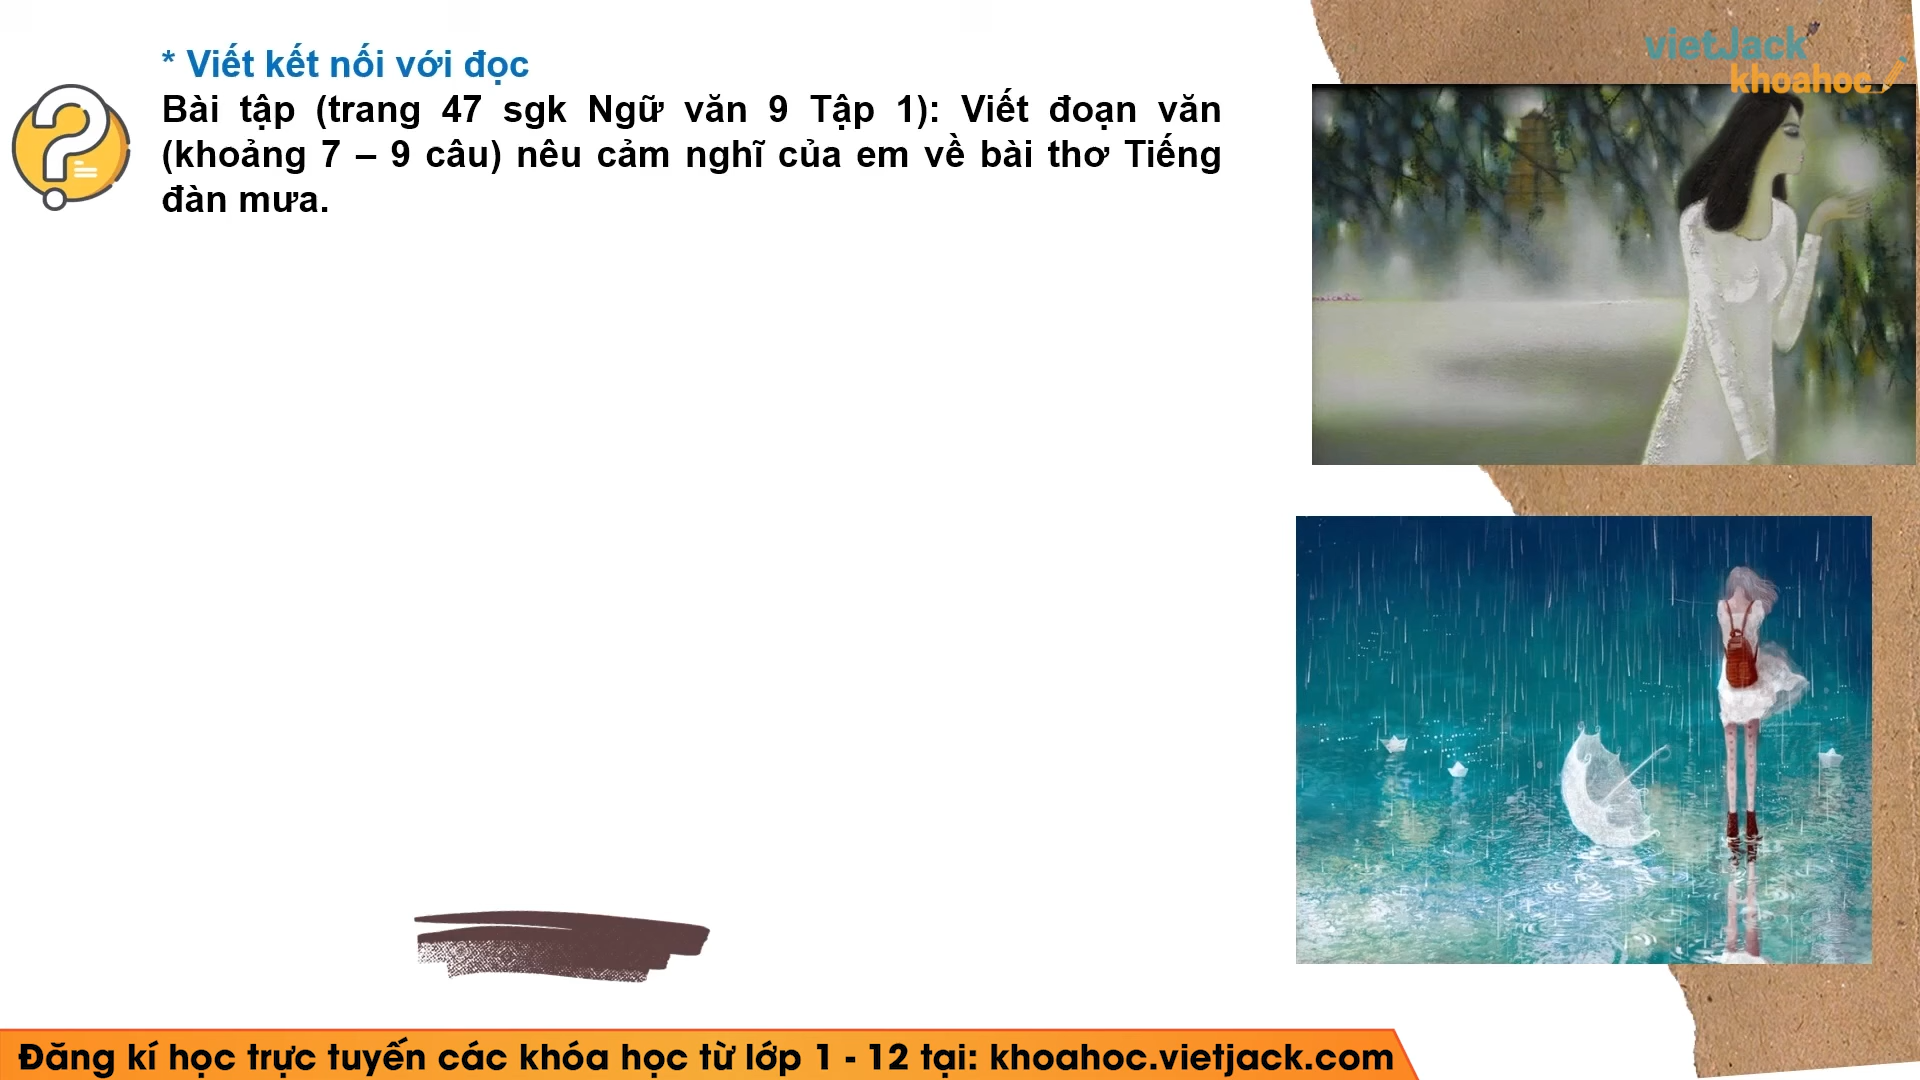 vietJack
khoahoc
* Viết kết nối với đọc
Bài tập (trang 47 sgk Ngữ văn 9 Tập 1): Viết đoạn văn
(khoảng 7 – 9 câu) nêu cảm nghĩ của em về bài thơ Tiếng
đàn mưa.
Đăng kí học trực tuyến các khóa học từ lớp 1 - 12 tại: khoahoc.vietjack.com